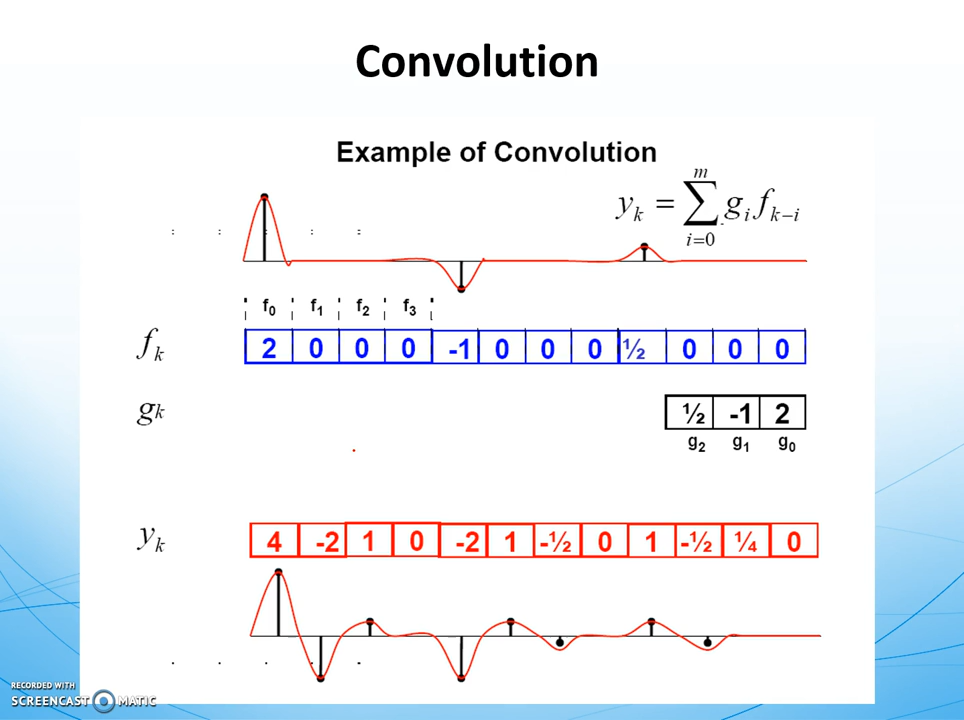 Convolution
Example of Convolution
y_k = \sum_{i=0}^{m} g_i f_{k-i}
f₀ f₁ f₂ f₃
f_k 2 0 0 0 -1 0 0 0 ½ 0 0 0
g_k ½ -1 2
g₂ g₁ g₀
y_k 4 -2 1 0 -2 1 -½ 0 1 -½ ¼ 0
RECORDED WITH
SCREENCAST MATIC